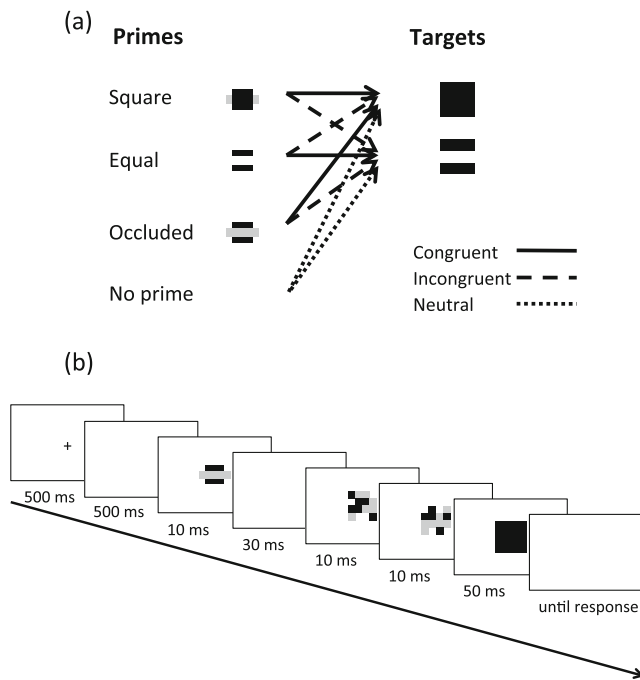 (a)
Primes Targets
Square
Equal
Occluded
Congruent
Incongruent
No prime
Neutral
(b)
+
500 ms
500 ms
10 ms
30 ms
10 ms
10 ms
50 ms
until response